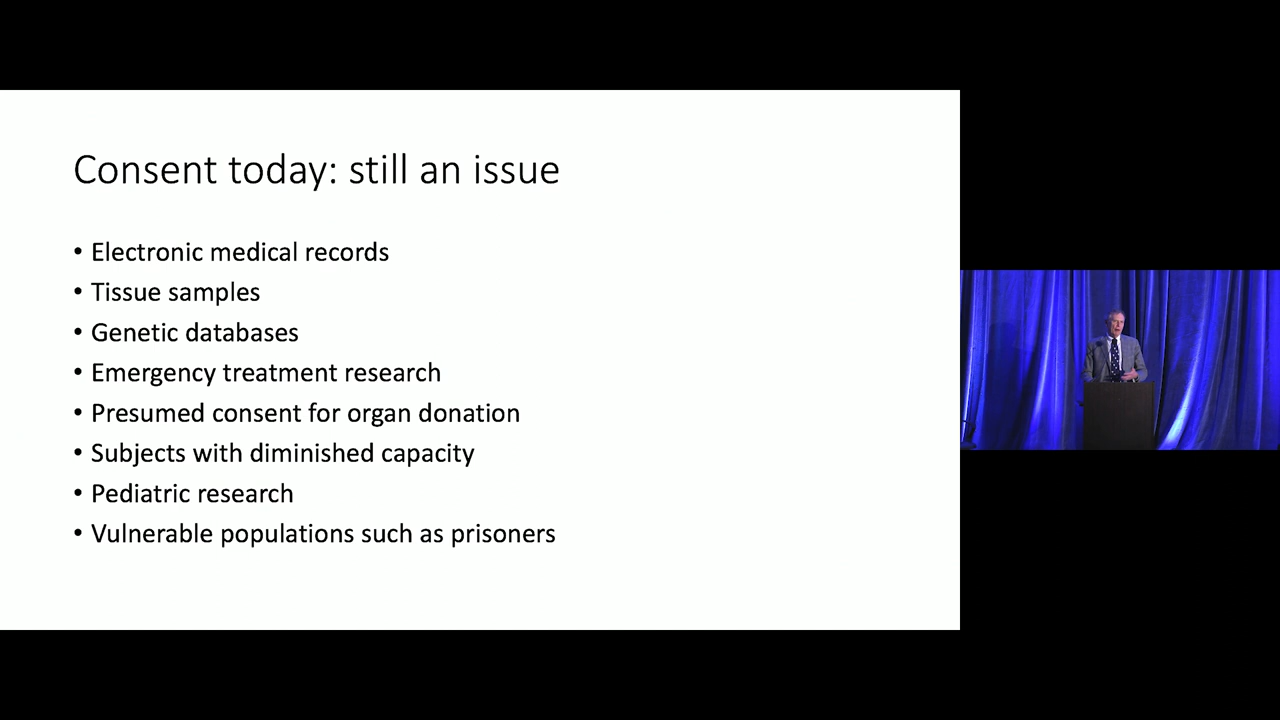 Consent today: still an issue
• Electronic medical records
• Tissue samples
• Genetic databases
• Emergency treatment research
• Presumed consent for organ donation
• Subjects with diminished capacity
• Pediatric research
• Vulnerable populations such as prisoners